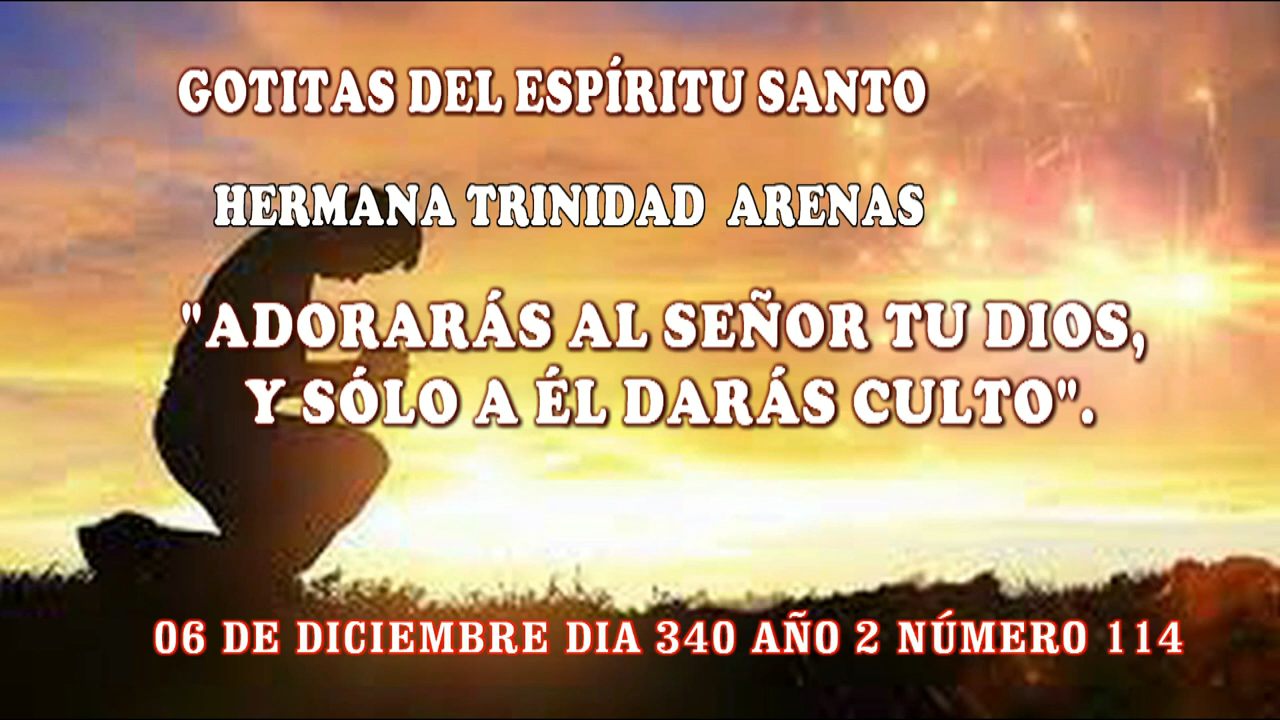 GOTITAS DEL ESPÍRITU SANTO
HERMANA TRINIDAD ARENAS
"ADORARÁS AL SEÑOR TU DIOS,
Y SÓLO A ÉL DARÁS CULTO".
06 DE DICIEMBRE DIA 340 AÑO 2 NÚMERO 114